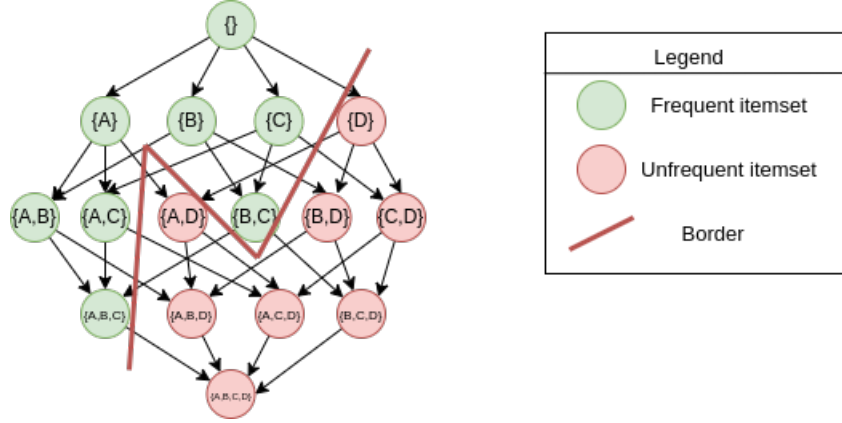 {}
{A}
{B}
{C}
{D}
{A,B}
{A,C}
{A,D}
{B,C}
{B,D}
{C,D}
{A,B,C}
{A,B,D}
{A,C,D}
{B,C,D}
{A,B,C,D}
Legend
Frequent itemset
Unfrequent itemset
Border